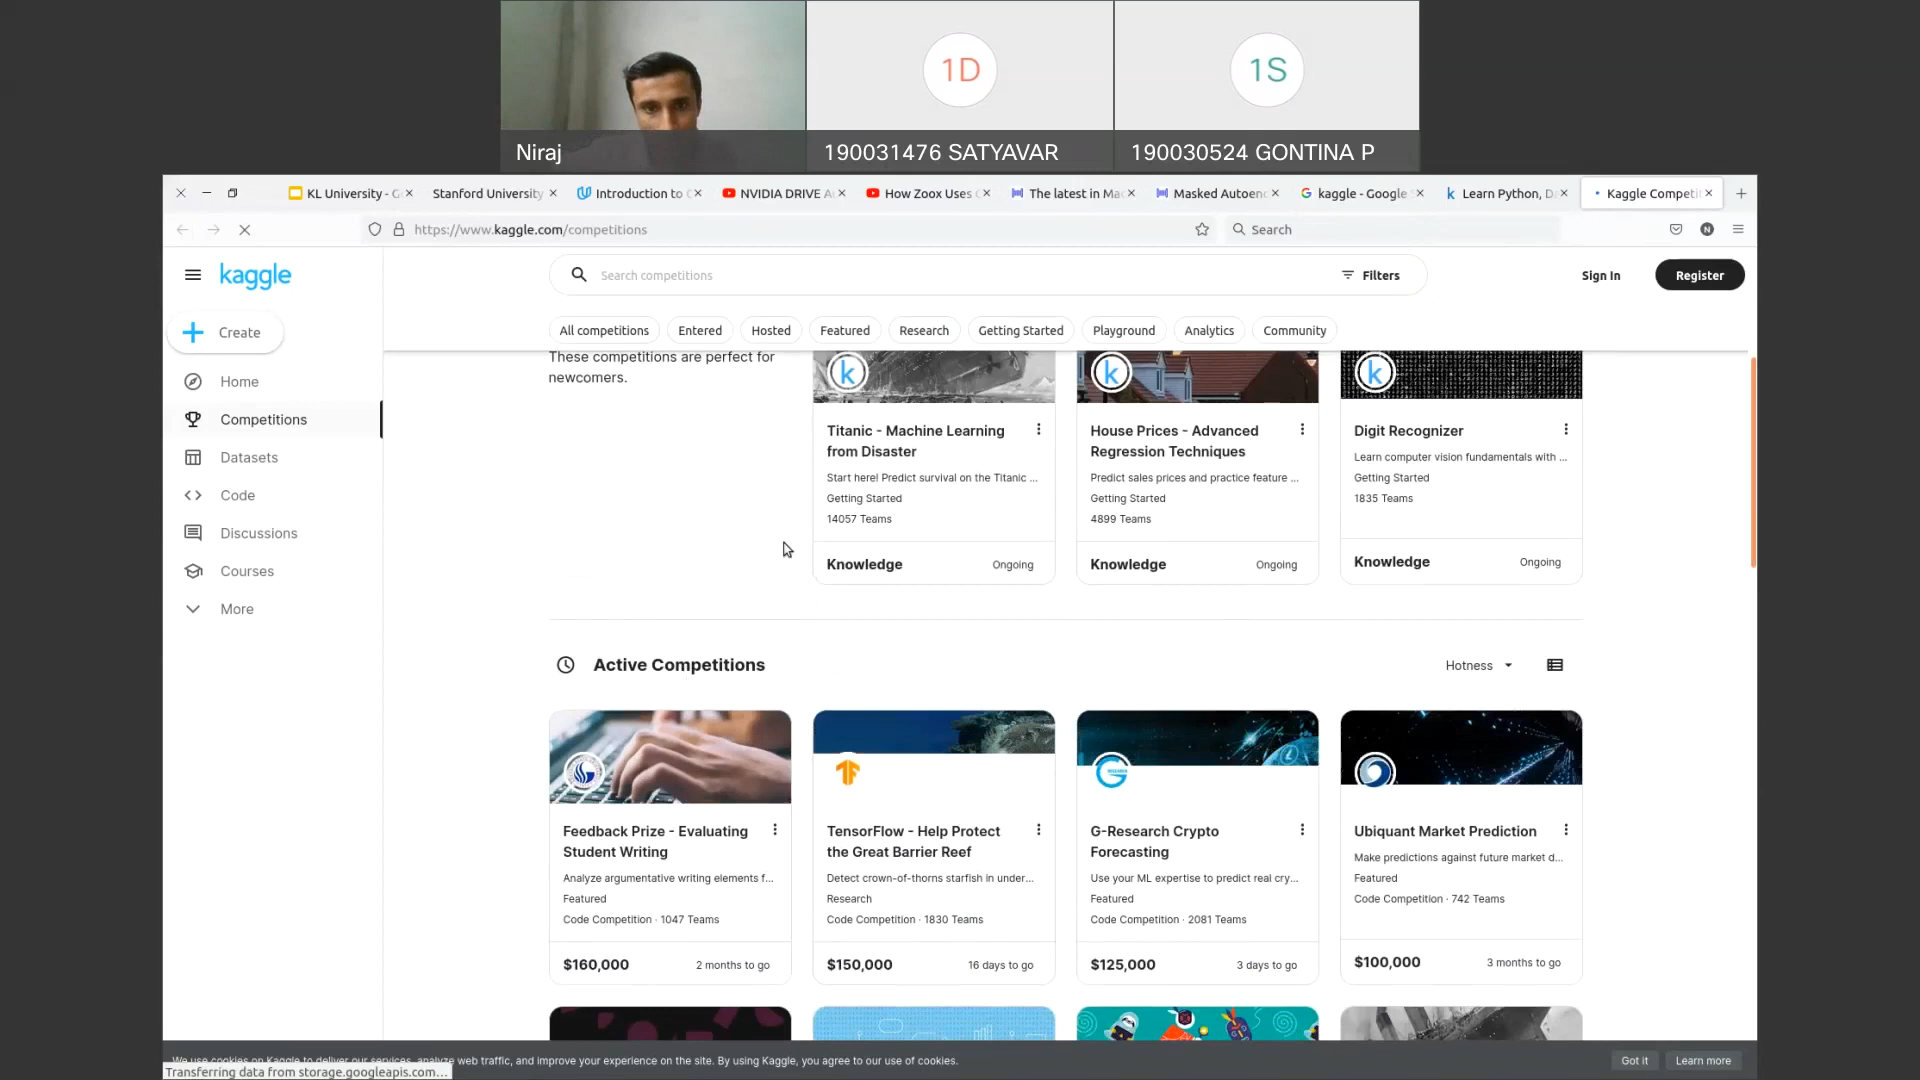 1D
1S
Niraj
190031476 SATYAVAR
190030524 GONTINA P
KL University - G
Stanford University
Introduction to
NVIDIA DRIVE A
How Zoox Uses
The latest in Ma
Masked Autoen
kaggle - Google
Learn Python, D
Kaggle Competit
https://www.kaggle.com/competitions
Search
N
kaggle
Search competitions
Filters
Sign In
Register
Create
All competitions
Entered
Hosted
Featured
Research
Getting Started
Playground
Analytics
Community
Home
Competitions
Datasets
Code
Discussions
Courses
More
These competitions are perfect for
newcomers.
k
Titanic - Machine Learning
from Disaster
Start here! Predict survival on the Titanic ...
Getting Started
14057 Teams
Knowledge
Ongoing
k
House Prices - Advanced
Regression Techniques
Predict sales prices and practice feature ...
Getting Started
4899 Teams
Knowledge
Ongoing
k
Digit Recognizer
Learn computer vision fundamentals with ...
Getting Started
1835 Teams
Knowledge
Ongoing
Active Competitions
Hotness
Feedback Prize - Evaluating
Student Writing
Analyze argumentative writing elements f...
Featured
Code Competition · 1047 Teams
$160,000
2 months to go
TensorFlow - Help Protect
the Great Barrier Reef
Detect crown-of-thorns starfish in under...
Research
Code Competition · 1830 Teams
$150,000
16 days to go
G-Research Crypto
Forecasting
Use your ML expertise to predict real cry...
Featured
Code Competition · 2081 Teams
$125,000
3 days to go
Ubiquant Market Prediction
Make predictions against future market d...
Featured
Code Competition · 742 Teams
$100,000
3 months to go
We use cookies on Kaggle to deliver our services, analyze web traffic, and improve your experience on the site. By using Kaggle, you agree to our use of cookies.
Got it
Learn more
Transferring data from storage.googleapis.com...